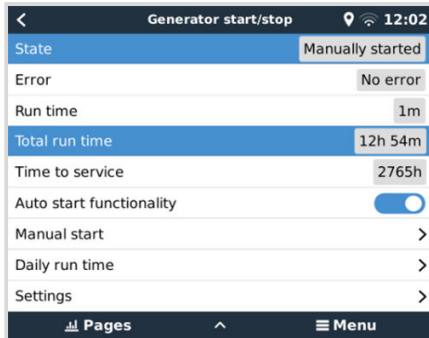 Generator start/stop 12:02
State Manually started
Error No error
Run time 1m
Total run time 12h 54m
Time to service 2765h
Auto start functionality
Manual start
Daily run time
Settings
Pages Menu